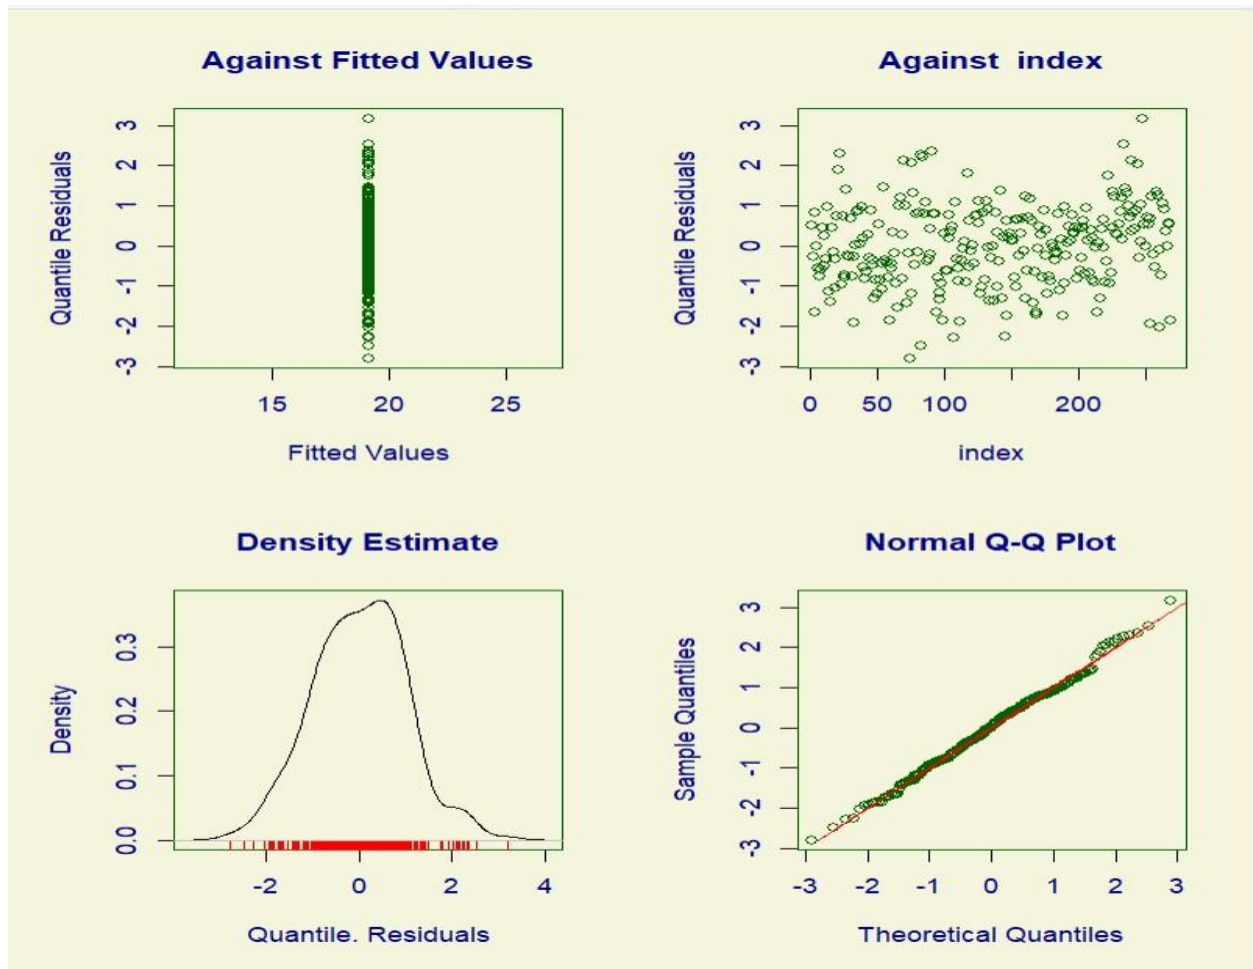 Against Fitted Values
Quantile Residuals
3
2
1
0
-1
-2
-3
15 20 25
Fitted Values
Against index
Quantile Residuals
3
2
1
0
-1
-2
-3
0 50 100 200
index
Density Estimate
Density
0.3
0.2
0.1
0.0
-2 0 2 4
Quantile. Residuals
Normal Q-Q Plot
Sample Quantiles
3
2
1
0
-1
-2
-3
-3 -2 -1 0 1 2 3
Theoretical Quantiles